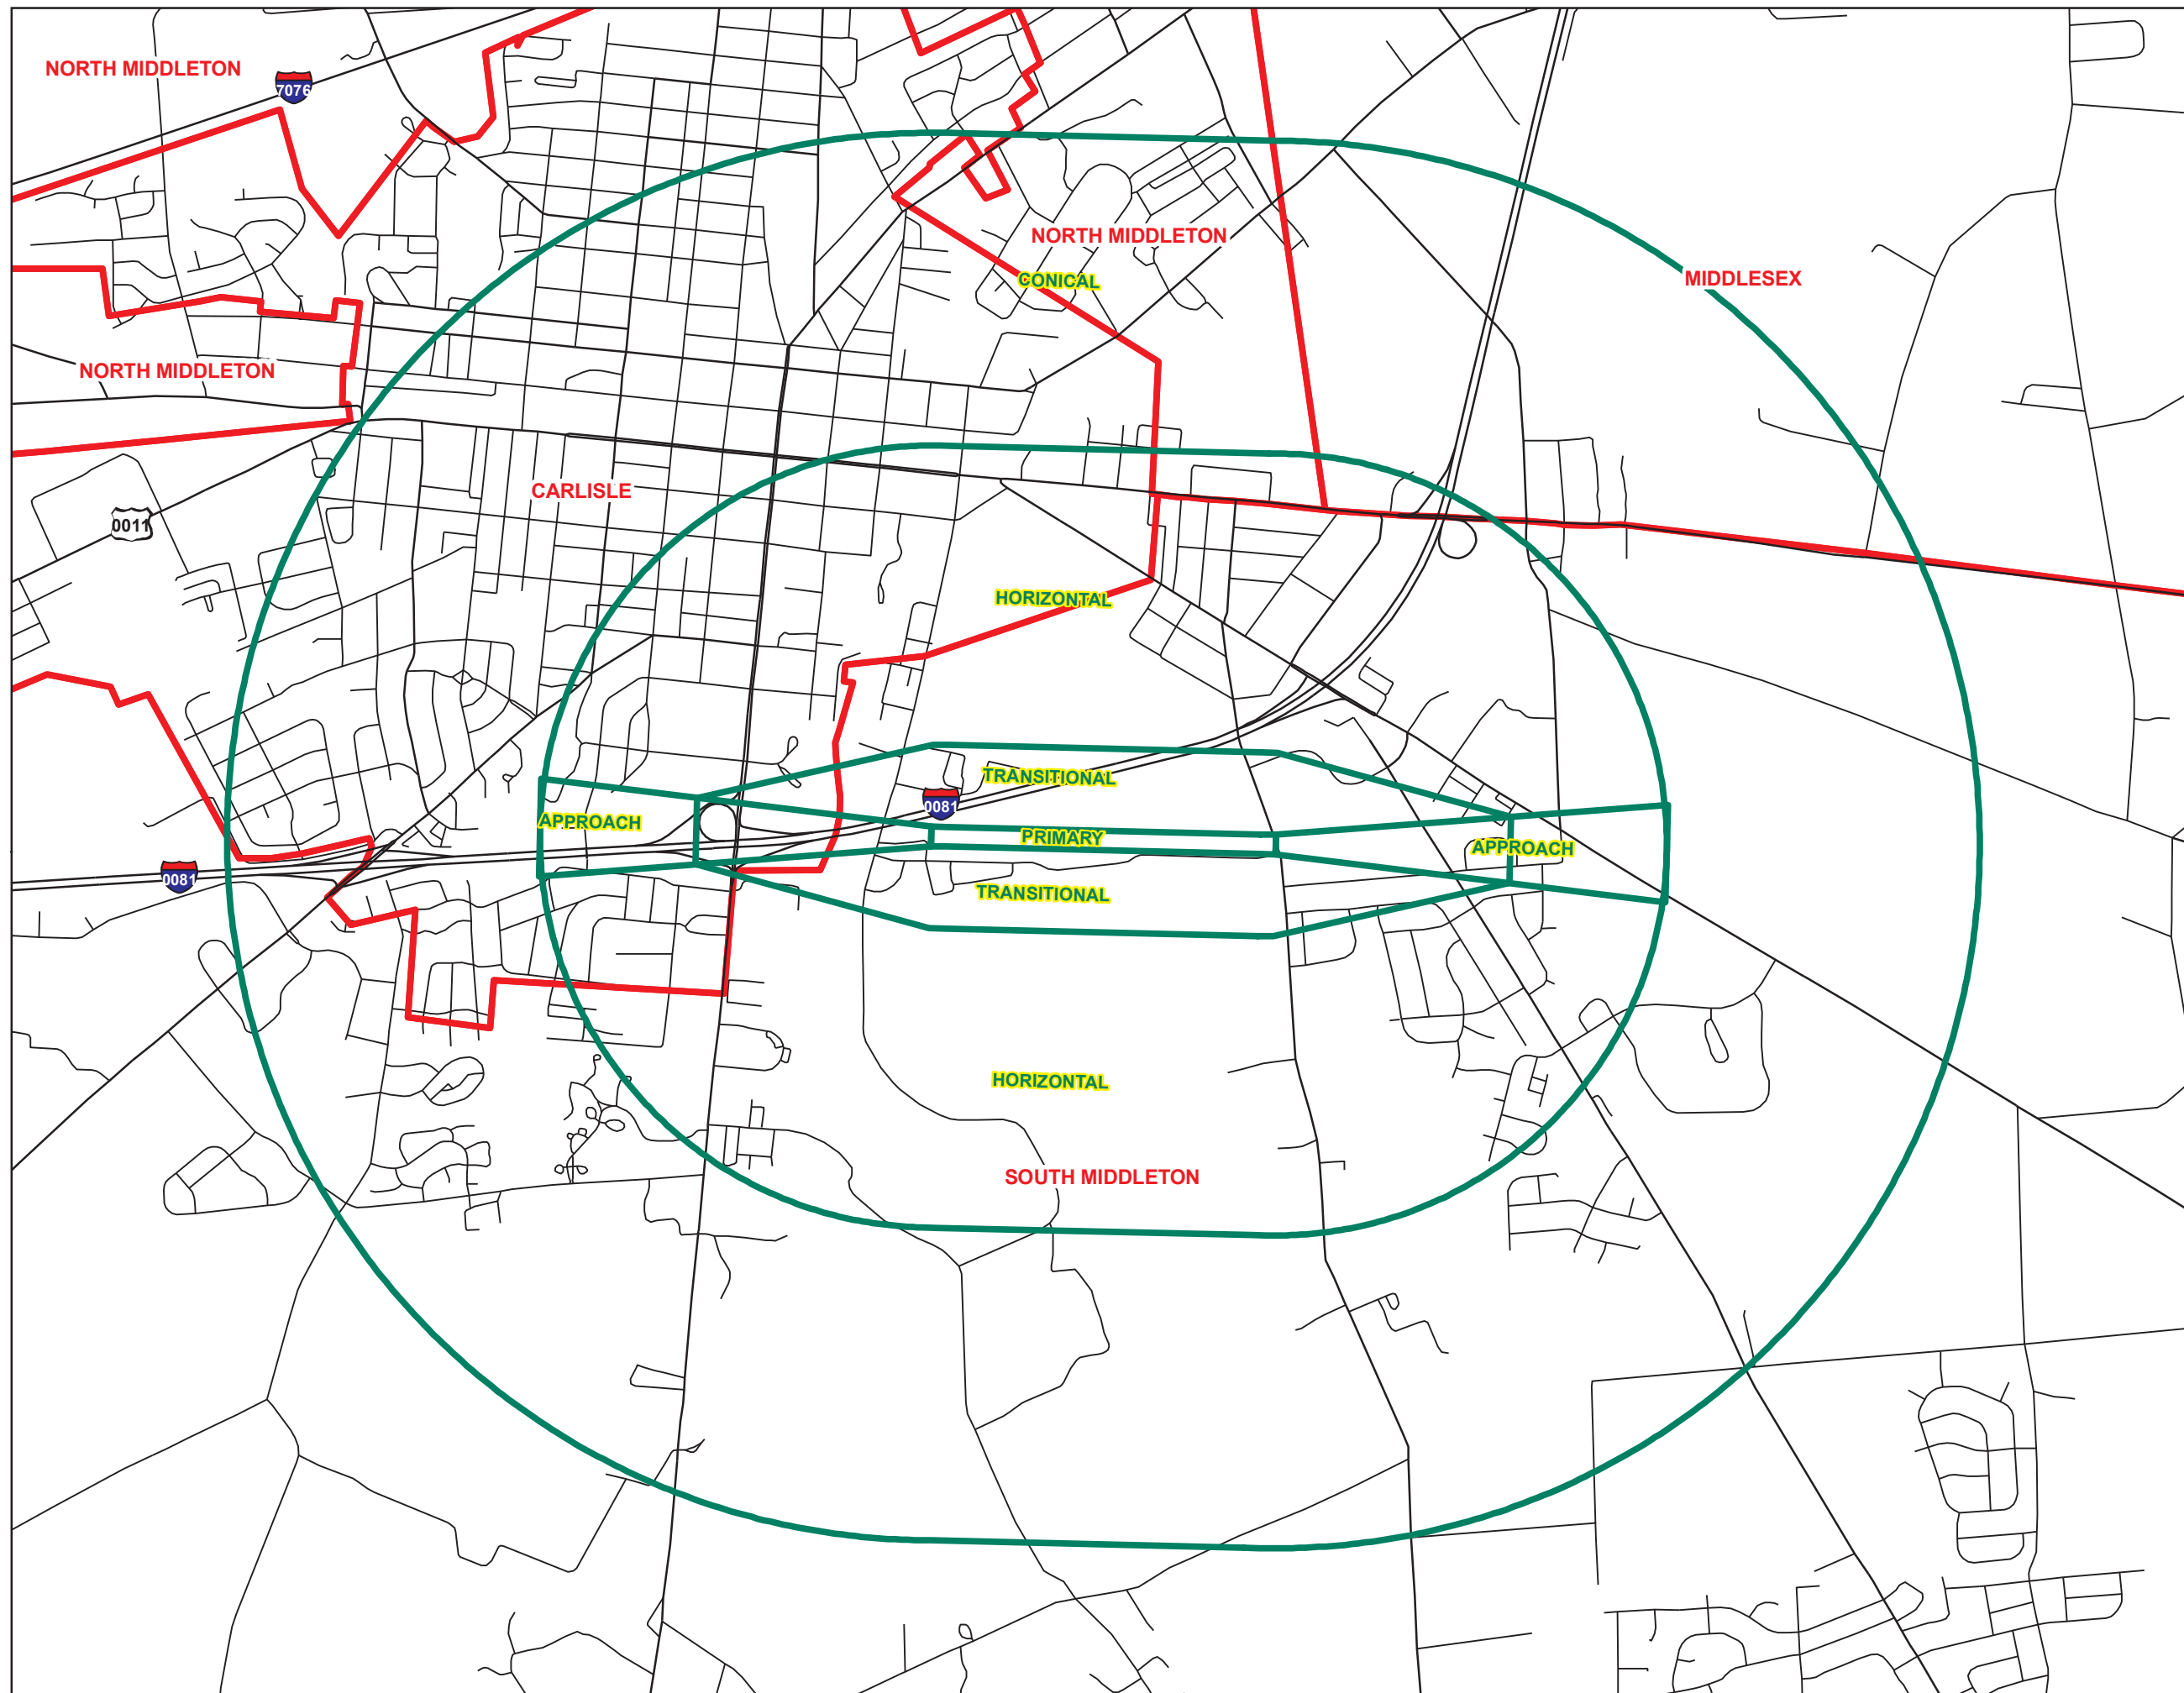 NORTH MIDDLETON
7076
NORTH MIDDLETON
CONICAL
MIDDLESEX
NORTH MIDDLETON
CARLISLE
0011
HORIZONTAL
TRANSITIONAL
0081
APPROACH
PRIMARY
APPROACH
0081
TRANSITIONAL
HORIZONTAL
SOUTH MIDDLETON